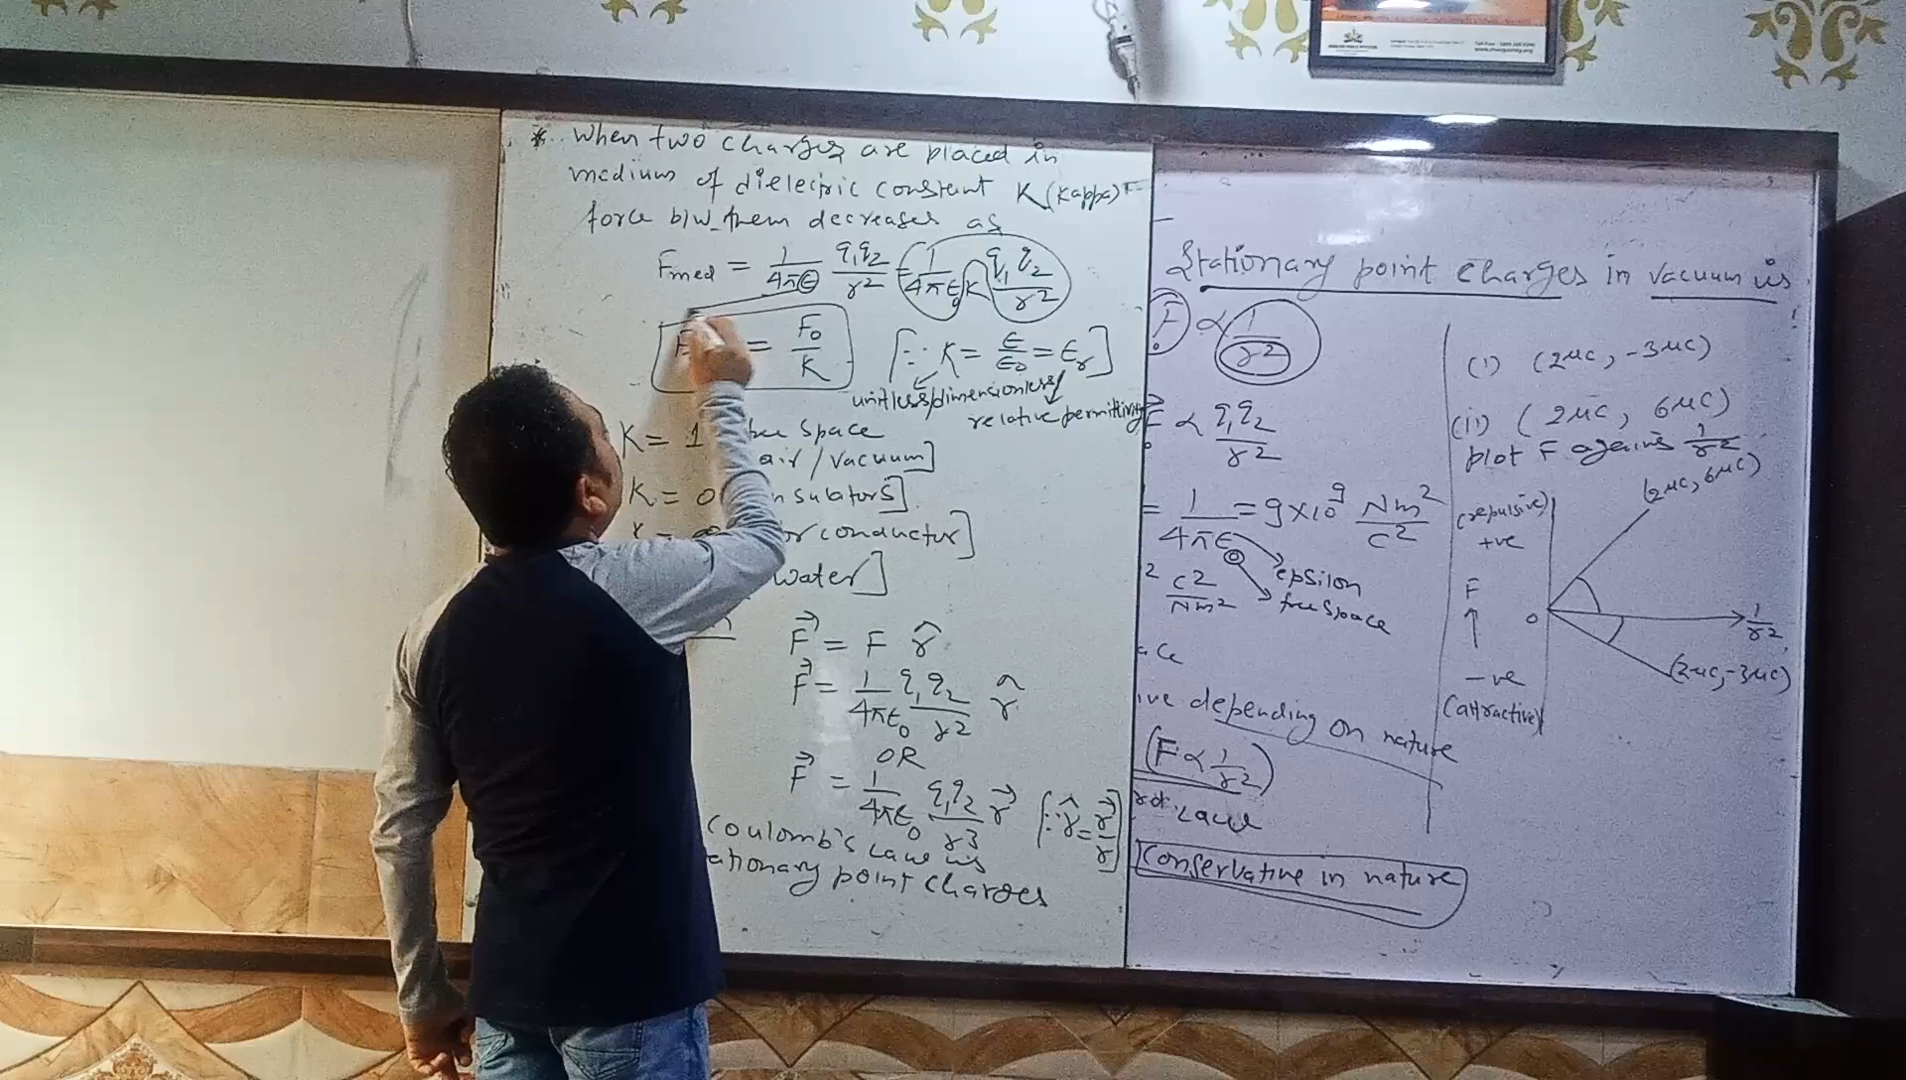 * When two charges are placed in
medium of dielectric constant K (kappa)
force b/w them decreases as
Fmed = 1/4πϵ q₁q₂/r² = 1/4πϵ₀K q₁q₂/r²
= F₀/K [∵ K = ϵ/ϵ₀ = ϵr]
unitless/dimensionless/
relative permittivity
K = 1 free space
air / vacuum]
K = 0 insulators]
for conductor]
water]
F⃗ = F r̂
F⃗ = 1/4πϵ₀ q₁q₂/r² r̂
OR
F⃗ = 1/4πϵ₀ q₁q₂/r³ r⃗ [∵ r̂ = r⃗/r]
Coulomb's law is
ationary point charges
Stationary point charges in vacuum is
F ∝ 1/r²
F⃗ ∝ q₁q₂/r²
= 1/4πϵ₀ = 9×10⁹ Nm²/C²
C²/Nm²
epsilon
free space
ive depending on nature
(F ∝ 1/r²)
Law
Conservative in nature
(i) (2μC, -3μC)
(ii) (2μC, 6μC)
plot F against 1/r²
(2μC, 6μC)
(repulsive)
+ve
F
↑
O
1/r²
-ve
(attractive)
(2μC, -3μC)